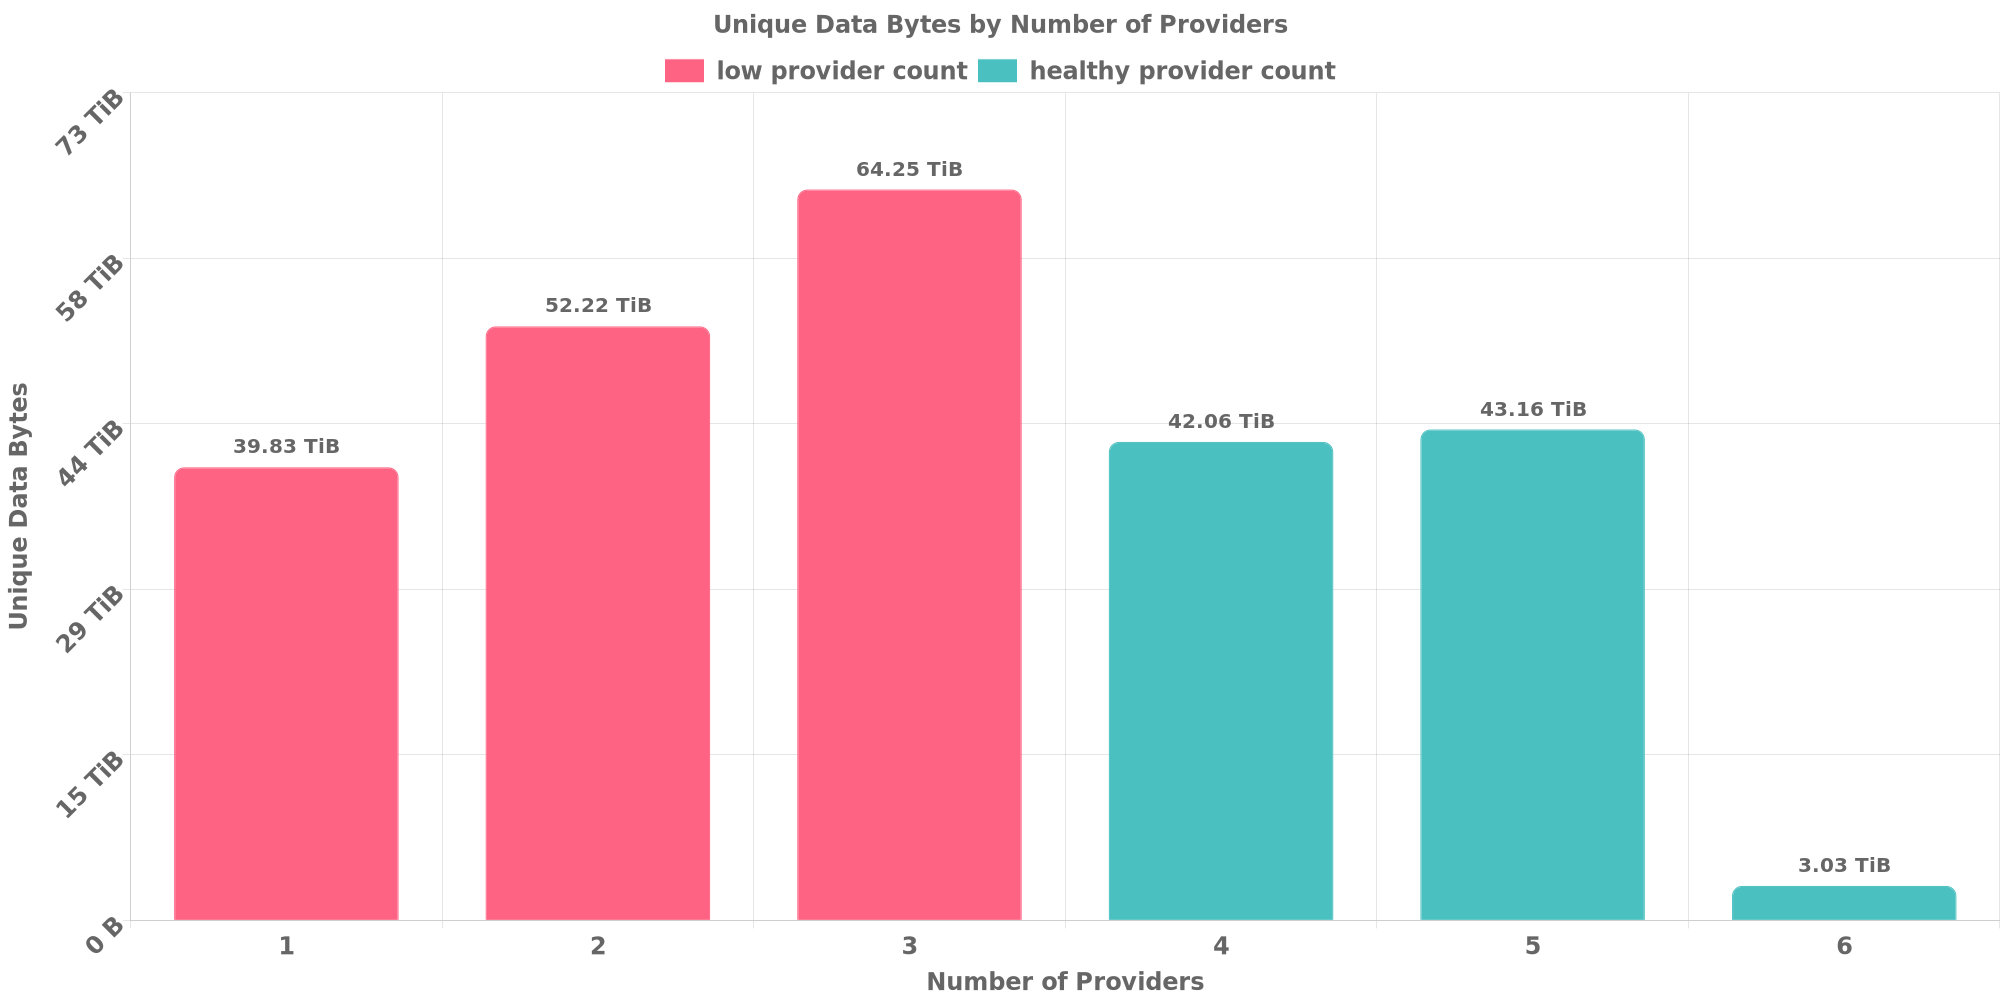 Unique Data Bytes by Number of Providers
low provider count
healthy provider count
73 TiB
58 TiB
44 TiB
29 TiB
15 TiB
0 B
Unique Data Bytes
39.83 TiB
52.22 TiB
64.25 TiB
42.06 TiB
43.16 TiB
3.03 TiB
1
2
3
4
5
6
Number of Providers